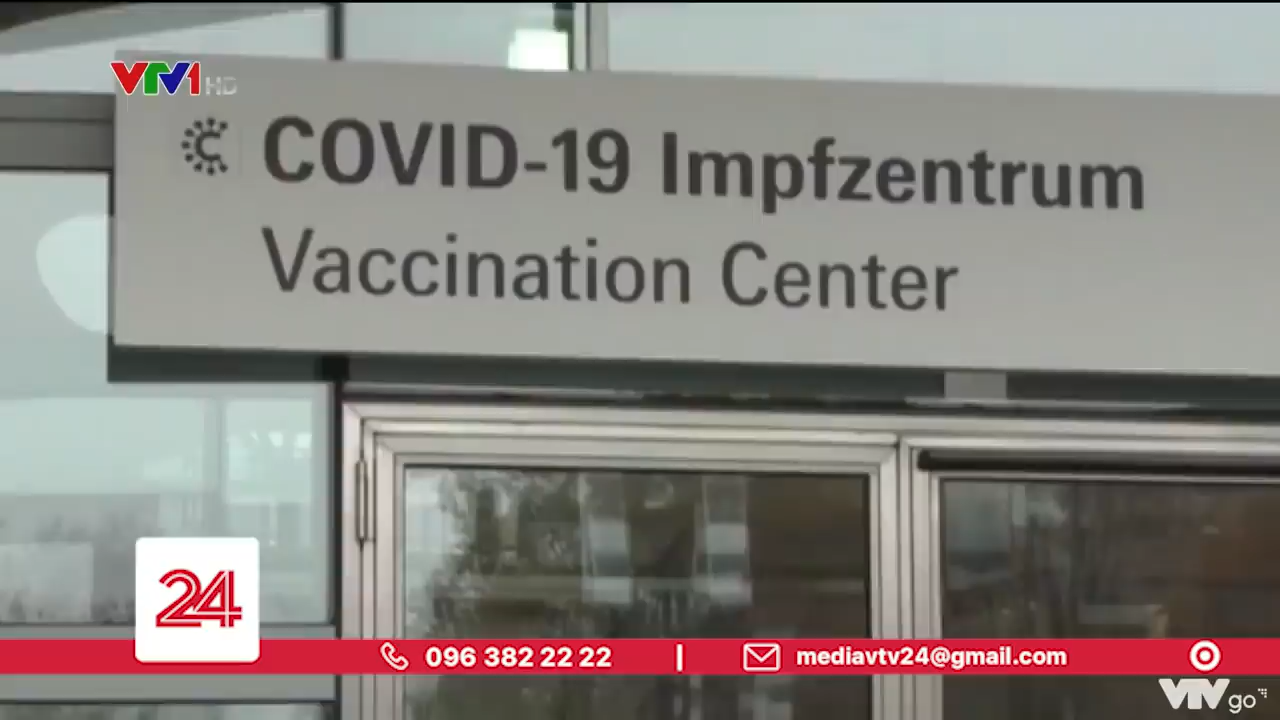 VTV1 HD
COVID-19 Impfzentrum
Vaccination Center
24
096 382 22 22 | mediavtv24@gmail.com
VTV go